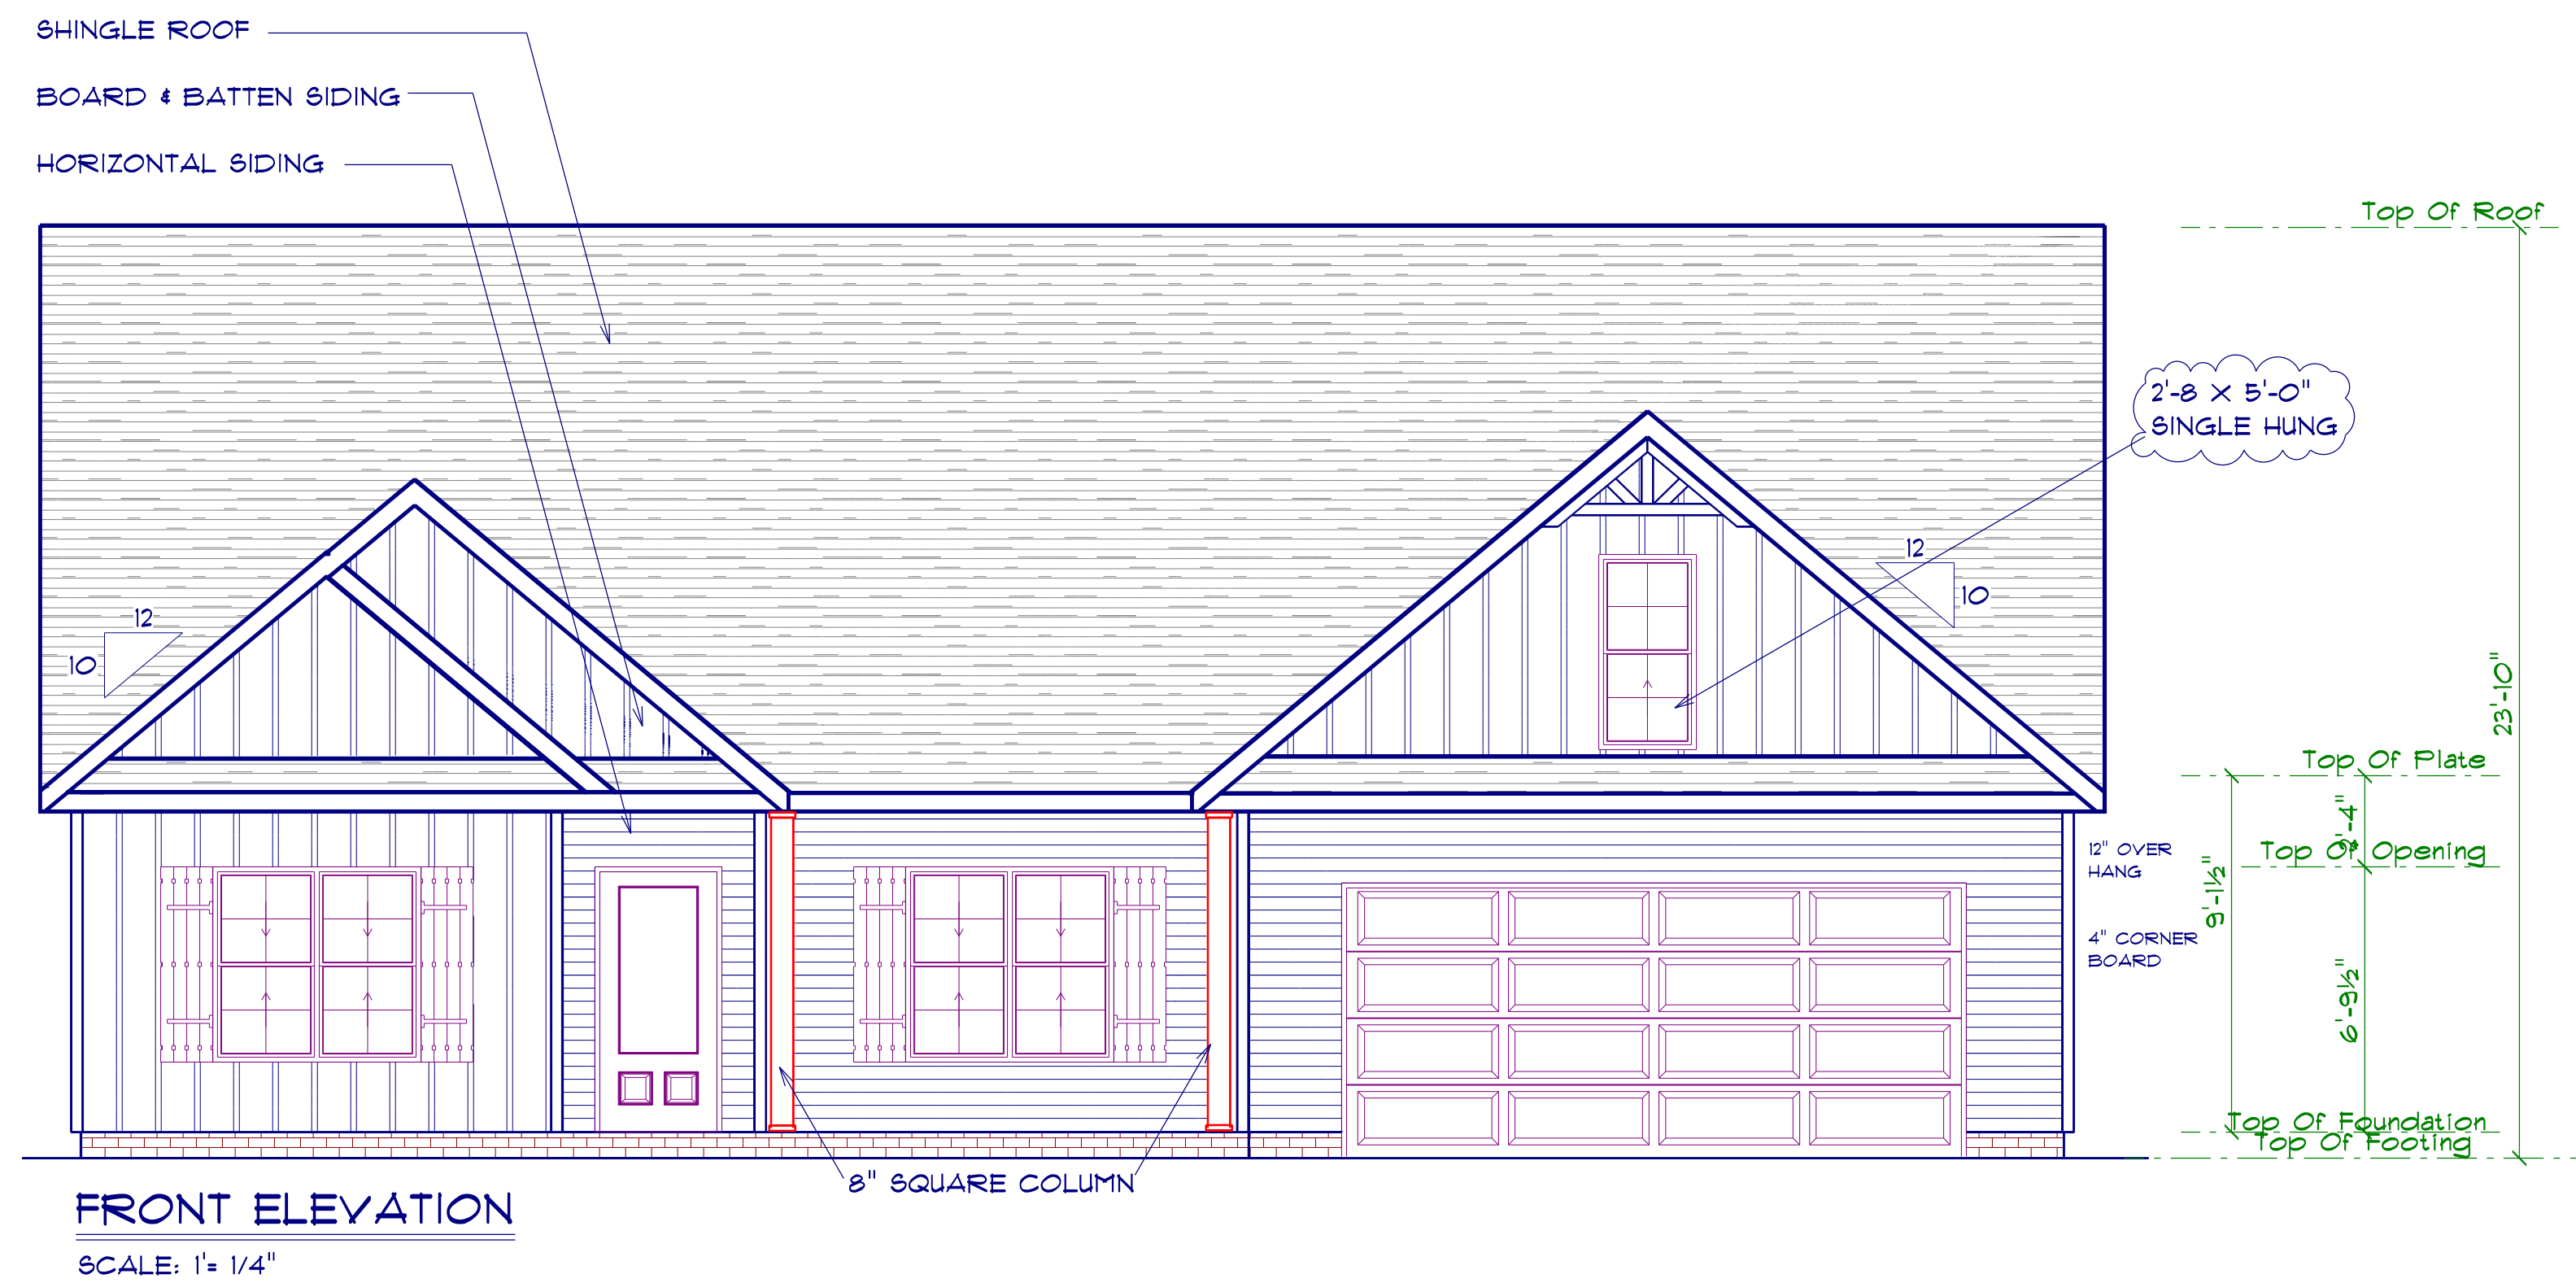 SHINGLE ROOF
BOARD & BATTEN SIDING
HORIZONTAL SIDING
Top Of Roof
2'-8 X 5'-0"
SINGLE HUNG
12
10
12
10
23'-10"
Top Of Plate
2'-4"
12" OVER
HANG
Top Of Opening
9'-1½"
4" CORNER
BOARD
6'-9½"
Top Of Foundation
Top Of Footing
8" SQUARE COLUMN
FRONT ELEVATION
SCALE: 1'= 1/4"